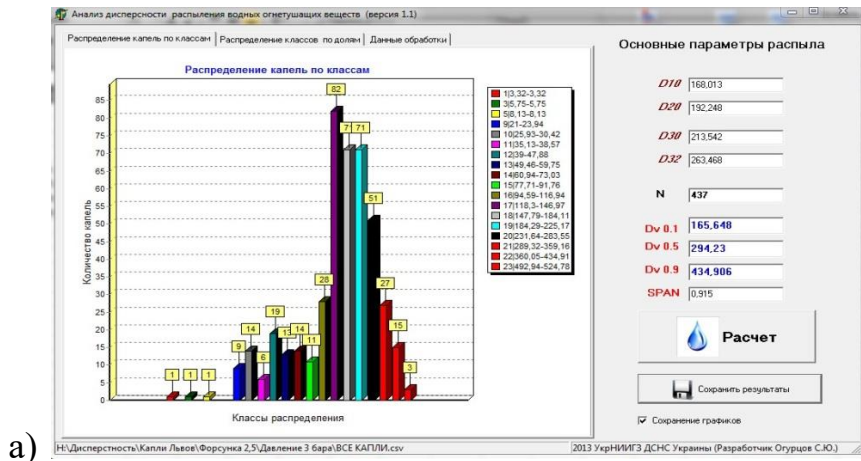 Анализ дисперсности распыления водных огнетушащих веществ (версия 1.1)
Распределение капель по классам Распределение классов по долям Данные обработки
Распределение капель по классам
Количество капель
85
80
75
70
65
60
55
50
45
40
35
30
25
20
15
10
5
0
1
1
1
9
14
6
19
13
14
11
28
82
71
51
27
15
3
Классы распределения
1|3,32-3,32
3|5,75-5,75
5|8,13-8,13
9|21-23,94
10|25,93-30,42
11|35,13-38,57
12|39-47,88
13|49,46-59,75
14|60,94-73,03
15|77,71-91,76
16|94,59-116,94
17|118,3-146,97
18|147,79-184,11
19|184,29-225,17
20|231,64-283,55
21|289,32-359,16
22|360,05-434,91
23|492,94-524,78
Основные параметры распыла
D10 168,013
D20 192,248
D30 213,542
D32 263,468
N 437
Dv 0.1 165,648
Dv 0.5 294,23
Dv 0.9 434,906
SPAN 0,915
Расчет
Сохранить результаты
Сохранение графиков
а)
H:\Дисперстность\Капли Львов\Форсунка 2,5\Давление 3 бара\ВСЕ КАПЛИ.csv
2013 УкрНИИГЗ ДСНС Украины (Разработчик Огурцов С.Ю.)